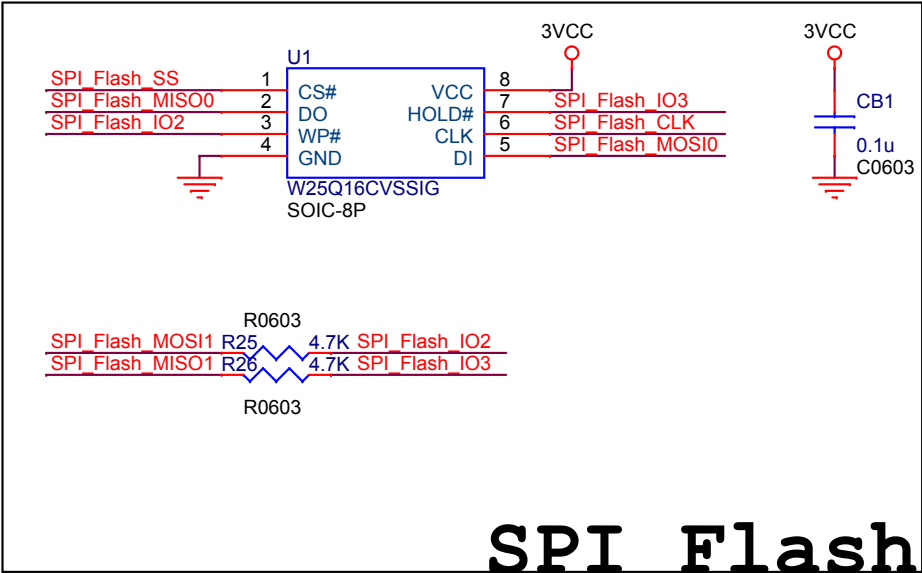 3VCC
3VCC
U1
SPI_Flash_SS 1 CS# VCC 8
SPI_Flash_MISO0 2 DO HOLD# 7 SPI_Flash_IO3
SPI_Flash_IO2 3 WP# CLK 6 SPI_Flash_CLK
4 GND DI 5 SPI_Flash_MOSI0
W25Q16CVSSIG
SOIC-8P
CB1
0.1u
C0603
R0603
SPI_Flash_MOSI1 R25 4.7K SPI_Flash_IO2
SPI_Flash_MISO1 R26 4.7K SPI_Flash_IO3
R0603
SPI Flash